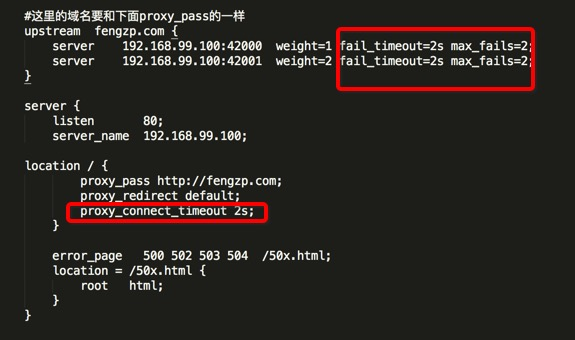 #这里的域名要和下面proxy_pass的一样
upstream  fengzp.com {
    server    192.168.99.100:42000  weight=1 fail_timeout=2s max_fails=2;
    server    192.168.99.100:42001  weight=2 fail_timeout=2s max_fails=2;
}
server {
    listen       80;
    server_name  192.168.99.100;
location / {
        proxy_pass http://fengzp.com;
        proxy_redirect default;
        proxy_connect_timeout 2s;
    }
    error_page   500 502 503 504  /50x.html;
    location = /50x.html {
        root   html;
    }
}